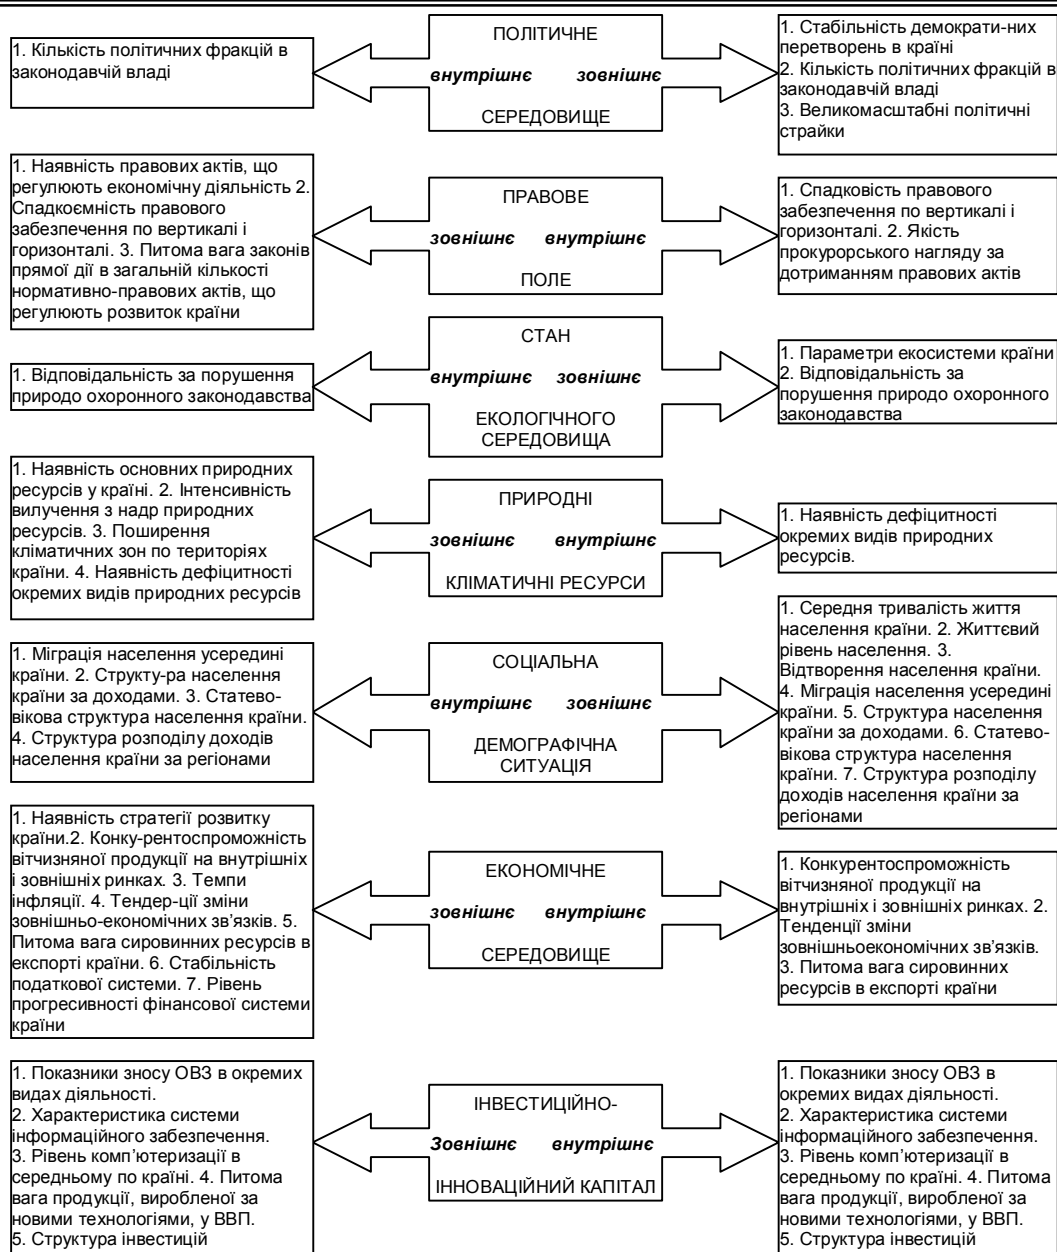 1. Кількість політичних фракцій в
законодавчій владі
ПОЛІТИЧНЕ
внутрішнє зовнішнє
СЕРЕДОВИЩЕ
1. Стабільність демократи-них
перетворень в країні
2. Кількість політичних фракцій в
законодавчій владі
3. Великомасштабні політичні
страйки
1. Наявність правових актів, що
регулюють економічну діяльність 2.
Спадкоємність правового
забезпечення по вертикалі і
горизонталі. 3. Питома вага законів
прямої дії в загальній кількості
нормативно-правових актів, що
регулюють розвиток країни
ПРАВОВЕ
зовнішнє внутрішнє
ПОЛЕ
1. Спадковість правового
забезпечення по вертикалі і
горизонталі. 2. Якість
прокурорського нагляду за
дотриманням правових актів
1. Відповідальність за порушення
природо охоронного законодавства
СТАН
внутрішнє зовнішнє
ЕКОЛОГІЧНОГО
СЕРЕДОВИЩА
1. Параметри екосистеми країни
2. Відповідальність за
порушення природо охоронного
законодавства
1. Наявність основних природних
ресурсів у країні. 2. Інтенсивність
вилучення з надр природних
ресурсів. 3. Поширення
кліматичних зон по територіях
країни. 4. Наявність дефіцитності
окремих видів природних ресурсів
ПРИРОДНІ
зовнішнє внутрішнє
КЛІМАТИЧНІ РЕСУРСИ
1. Наявність дефіцитності
окремих видів природних
ресурсів.
1. Міграція населення усередині
країни. 2. Структу-ра населення
країни за доходами. 3. Статево-
вікова структура населення країни.
4. Структура розподілу доходів
населення країни за регіонами
СОЦІАЛЬНА
внутрішнє зовнішнє
ДЕМОГРАФІЧНА
СИТУАЦІЯ
1. Середня тривалість життя
населення країни. 2. Життєвий
рівень населення. 3.
Відтворення населення країни.
4. Міграція населення усередині
країни. 5. Структура населення
країни за доходами. 6. Статево-
вікова структура населення
країни. 7. Структура розподілу
доходів населення країни за
регіонами
1. Наявність стратегії розвитку
країни.2. Конку-рентоспроможність
вітчизняної продукції на внутрішніх
і зовнішніх ринках. 3. Темпи
інфляції. 4. Тендер-ції зміни
зовнішньо-економічних зв’язків. 5.
Питома вага сировинних ресурсів в
експорті країни. 6. Стабільність
податкової системи. 7. Рівень
прогресивності фінансової системи
країни
ЕКОНОМІЧНЕ
зовнішнє внутрішнє
СЕРЕДОВИЩЕ
1. Конкурентоспроможність
вітчизняної продукції на
внутрішніх і зовнішніх ринках. 2.
Тенденції зміни
зовнішньоекономічних зв’язків.
3. Питома вага сировинних
ресурсів в експорті країни
1. Показники зносу ОВЗ в окремих
видах діяльності.
2. Характеристика системи
інформаційного забезпечення.
3. Рівень комп’ютеризації в
середньому по країні. 4. Питома
вага продукції, виробленої за
новими технологіями, у ВВП.
5. Структура інвестицій
ІНВЕСТИЦІЙНО-
Зовнішнє внутрішнє
ІННОВАЦІЙНИЙ КАПІТАЛ
1. Показники зносу ОВЗ в
окремих видах діяльності.
2. Характеристика системи
інформаційного забезпечення.
3. Рівень комп’ютеризації в
середньому по країні. 4. Питома
вага продукції, виробленої за
новими технологіями, у ВВП.
5. Структура інвестицій